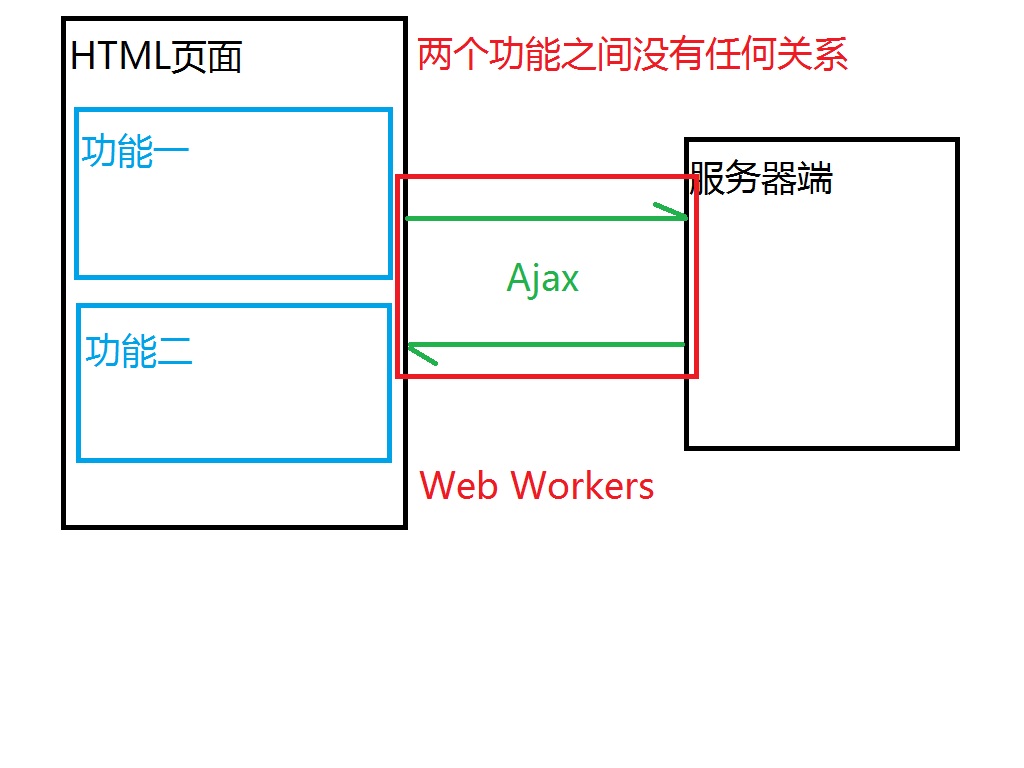 HTML页面
两个功能之间没有任何关系
功能一
服务器端
Ajax
功能二
Web Workers